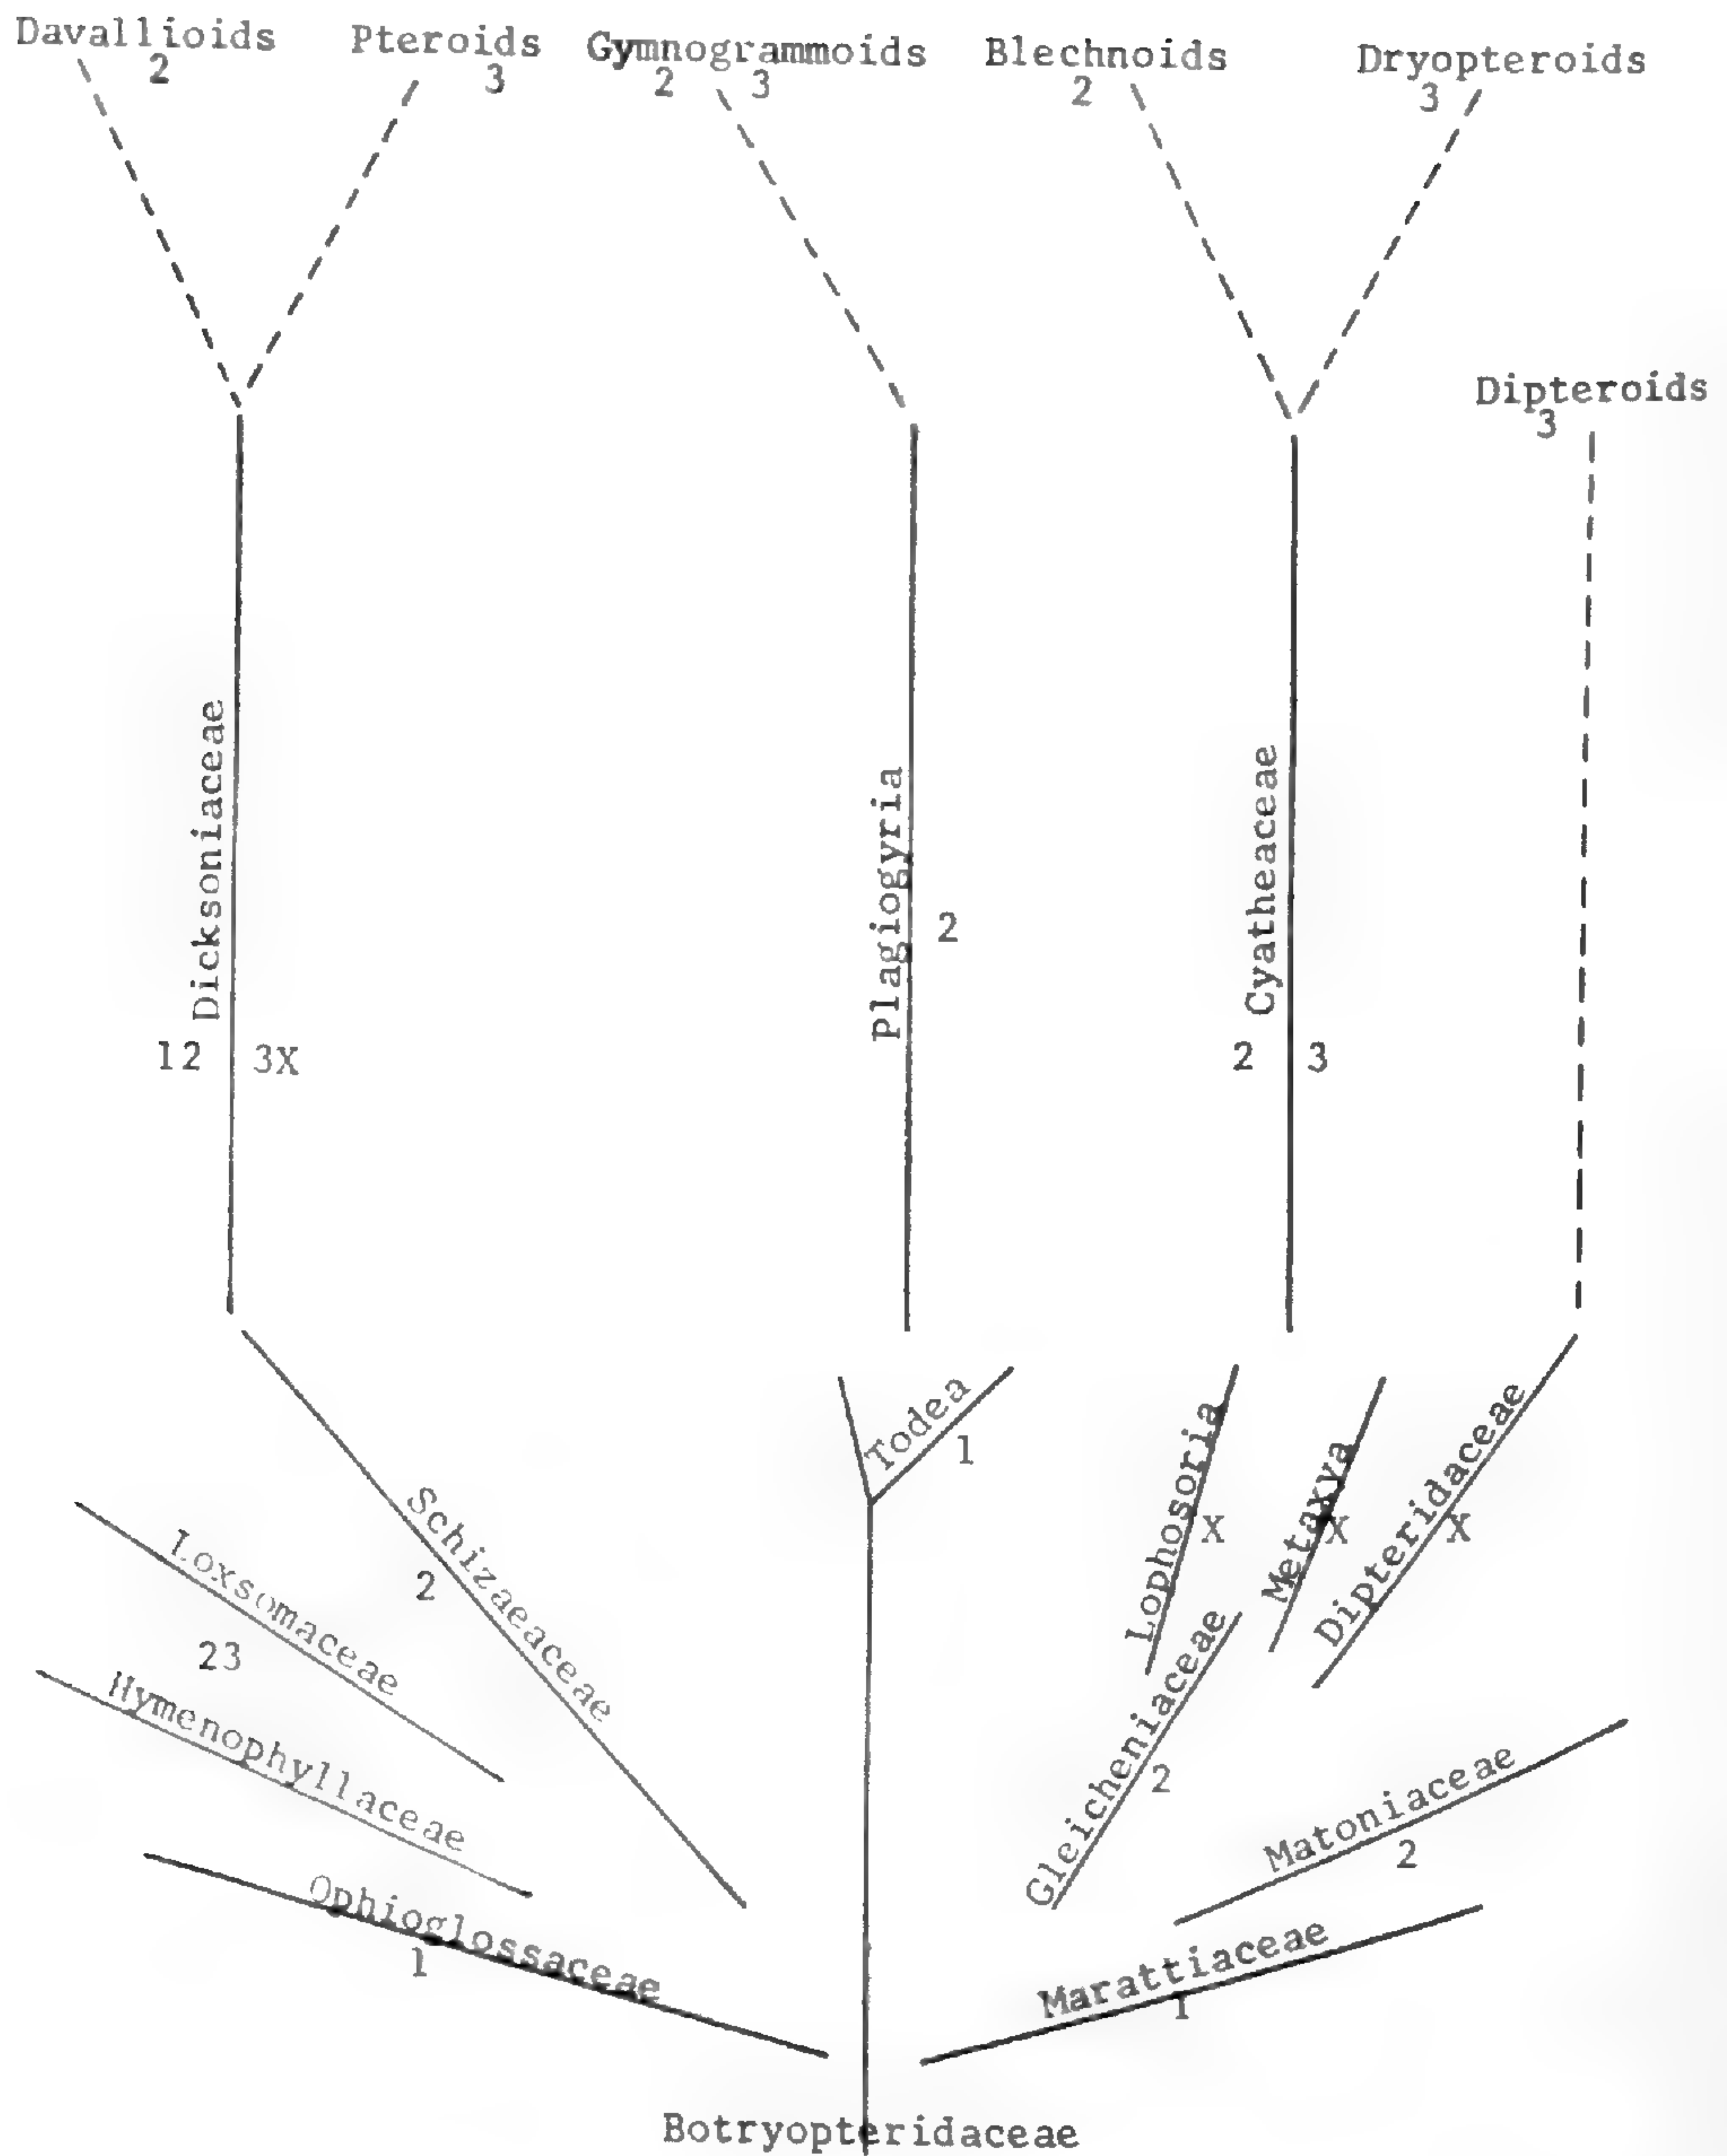 Davallioids Pteroids Gymnogrammoids Blechnoids Dryopteroids
2 3 2 3 2 3
Dipteroids
3
Dicksoniaceae
12 3X
Plagiogyria
2
Cyatheaceae
2 3
Todea
1
Schizaeaceae
2
Loxsomaceae
23
Hymenophyllaceae
Ophioglossaceae
1
Lophosoria
X
Metaxya
X
Dipteridaceae
X
Gleicheniaceae
2
Matoniaceae
2
Marattiaceae
1
Botryopteridaceae